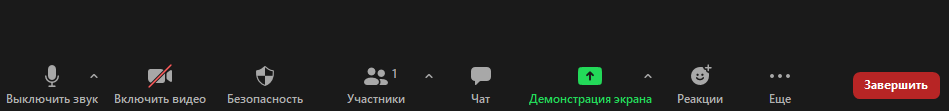 1
Выключить звук Включить видео Безопасность Участники Чат Демонстрация экрана Реакции Еще Завершить